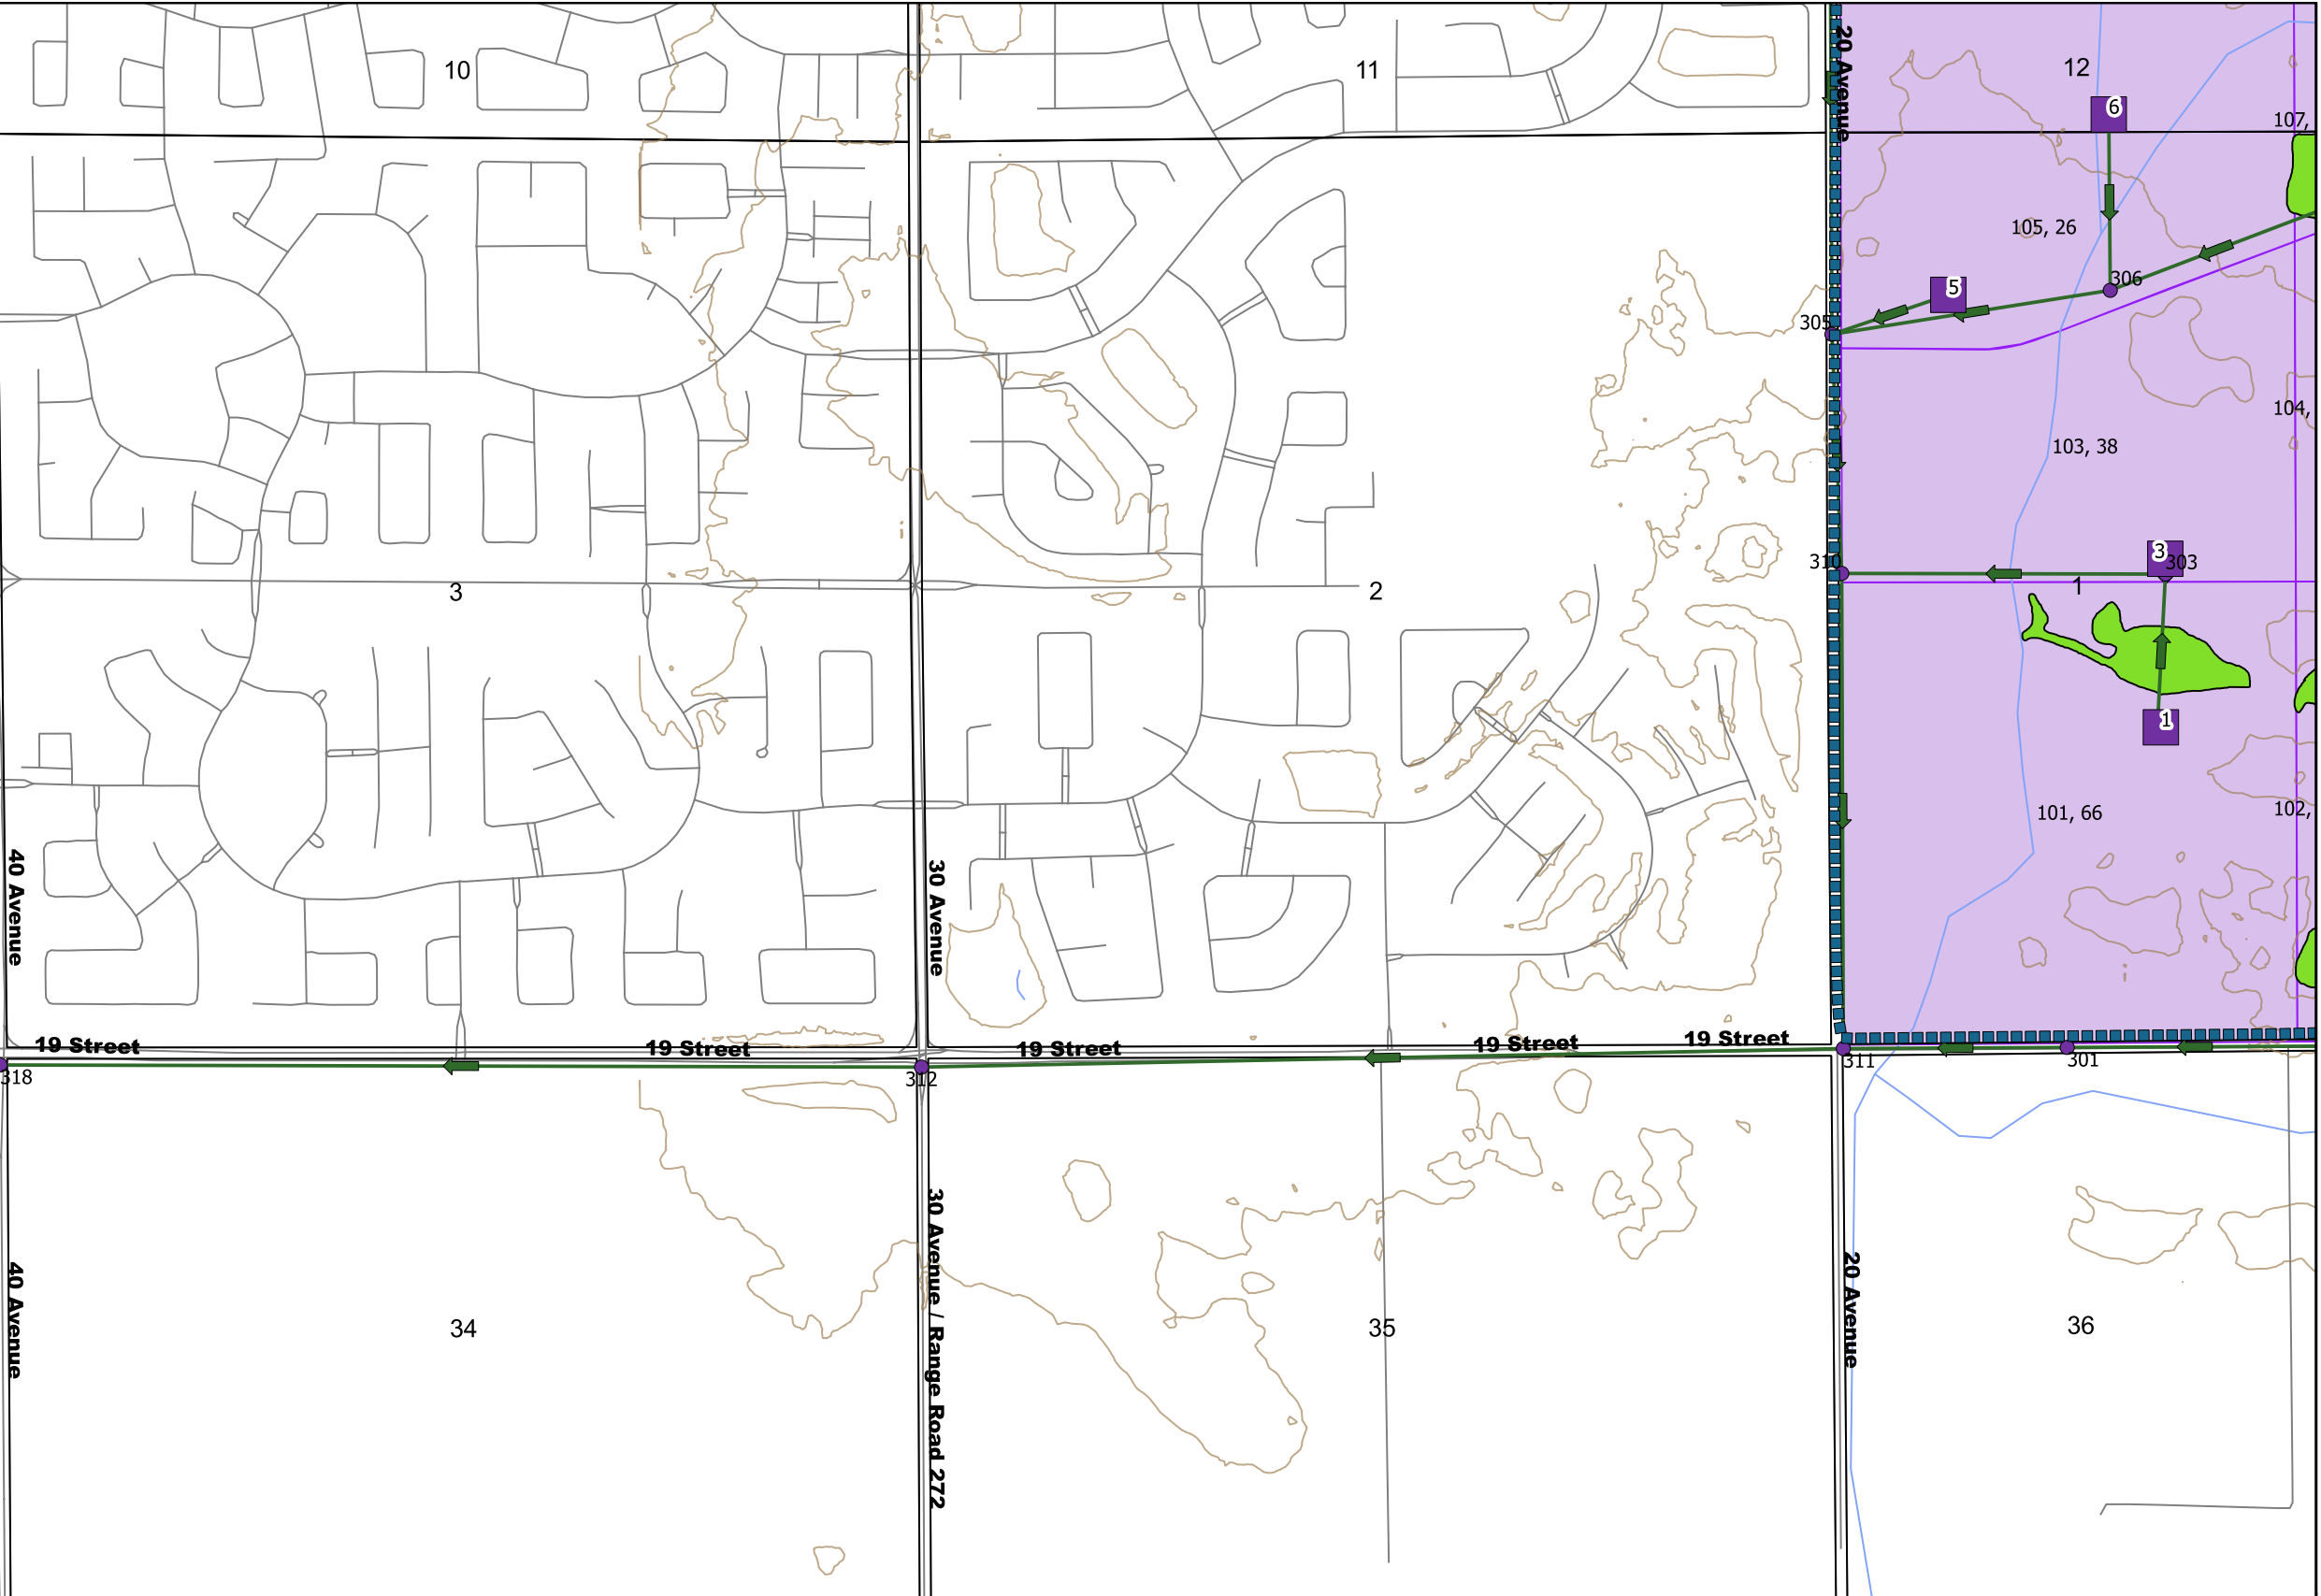 10
11
12
20 Avenue
6
107,
105, 26
306
5
305
104,
103, 38
3
303
310
3
2
1
1
101, 66
102,
40 Avenue
30 Avenue
19 Street
19 Street
19 Street
19 Street
19 Street
318
312
311
301
30 Avenue / Range Road 272
40 Avenue
20 Avenue
34
35
36